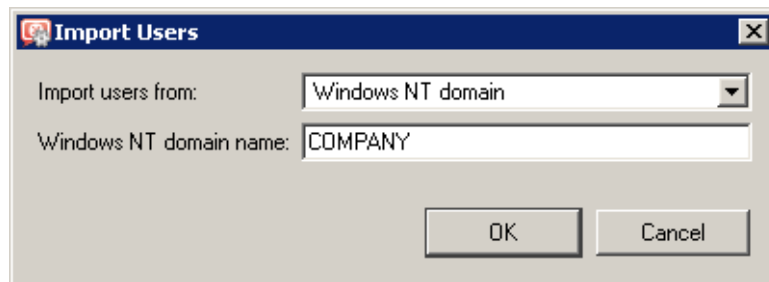 Import Users
Import users from: Windows NT domain
Windows NT domain name: COMPANY
OK Cancel